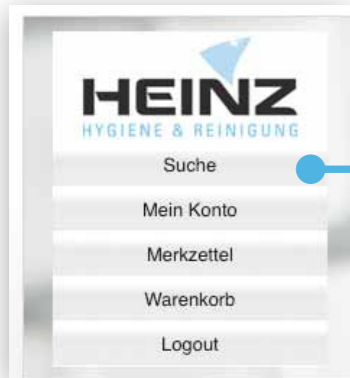 HEINZ
HYGIENE & REINIGUNG
Suche
Mein Konto
Merkzettel
Warenkorb
Logout